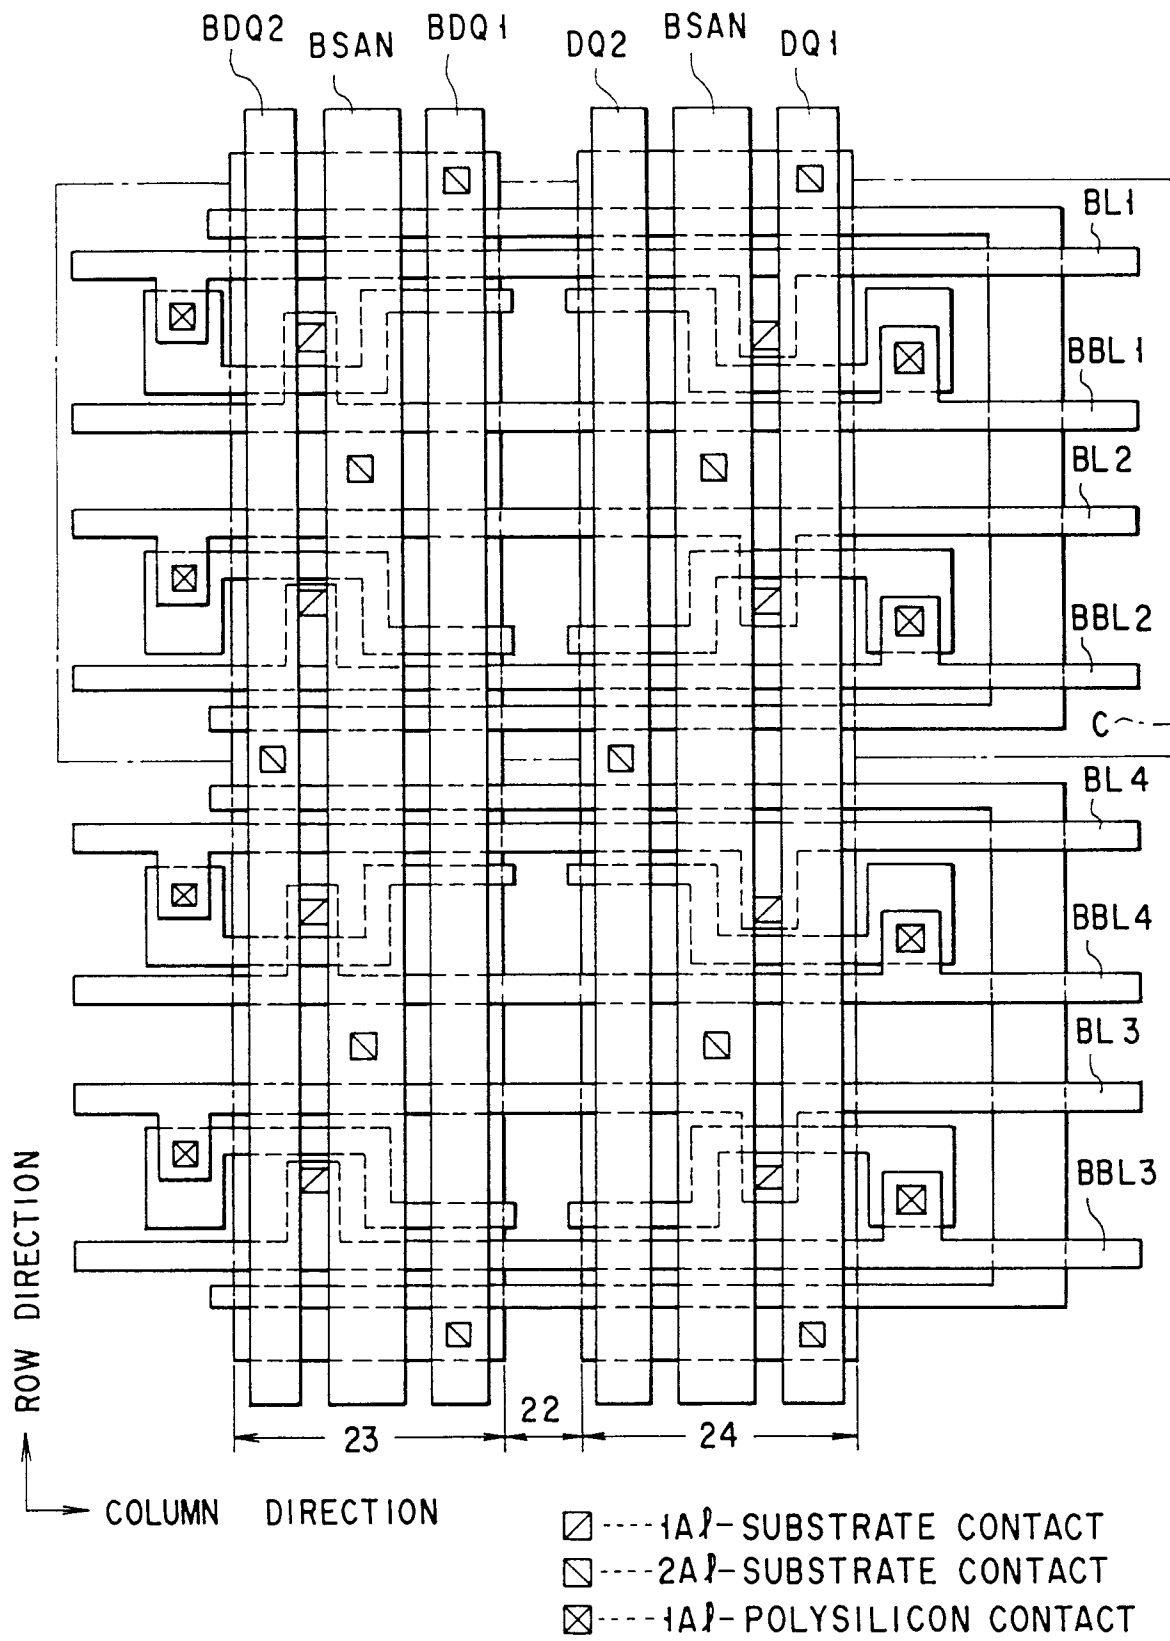 BDQ2
BSAN
BDQ1
DQ2
BSAN
DQ1
BL1
BBL1
BL2
BBL2
C
BL4
BBL4
BL3
BBL3
22
23
24
ROW DIRECTION
COLUMN DIRECTION
1Aℓ-SUBSTRATE CONTACT
2Aℓ-SUBSTRATE CONTACT
1Aℓ-POLYSILICON CONTACT